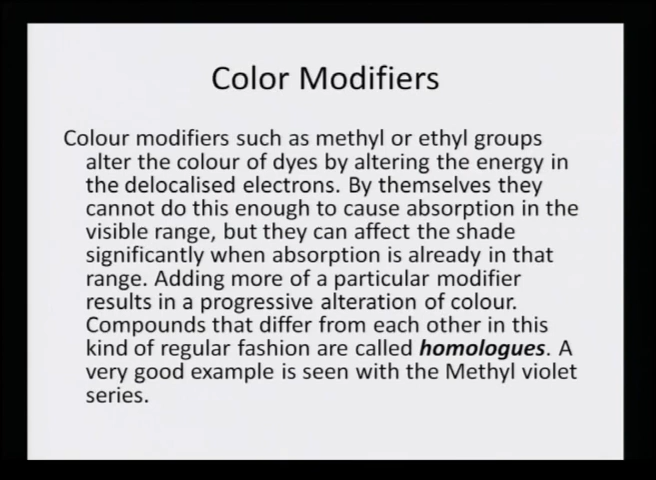 Color Modifiers
Colour modifiers such as methyl or ethyl groups
alter the colour of dyes by altering the energy in
the delocalised electrons. By themselves they
cannot do this enough to cause absorption in the
visible range, but they can affect the shade
significantly when absorption is already in that
range. Adding more of a particular modifier
results in a progressive alteration of colour.
Compounds that differ from each other in this
kind of regular fashion are called homologues. A
very good example is seen with the Methyl violet
series.